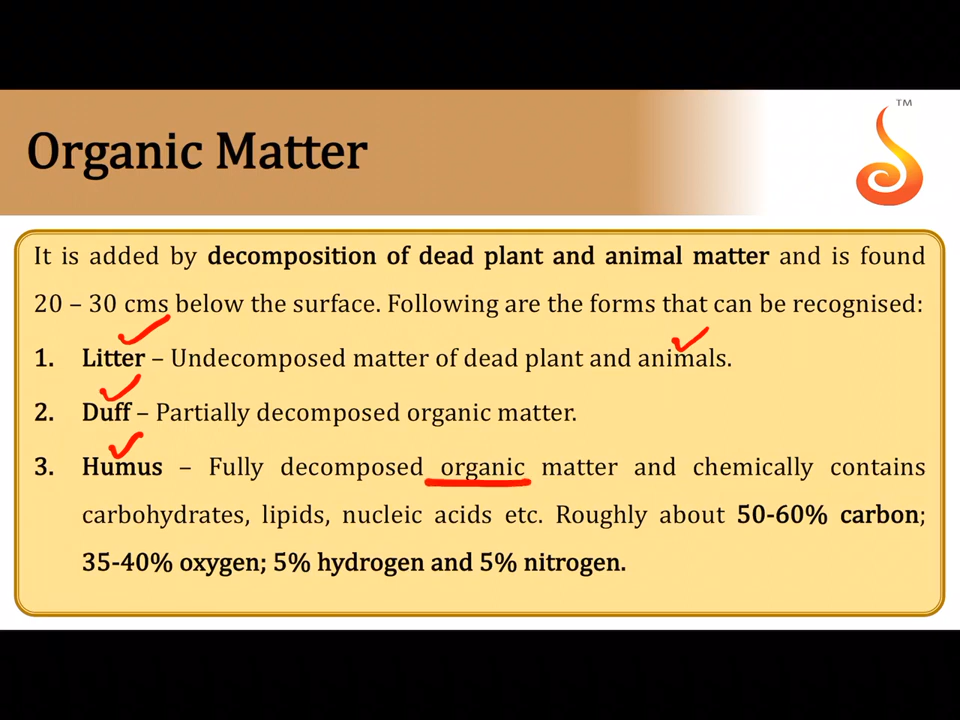 TM
Organic Matter
It is added by decomposition of dead plant and animal matter and is found
20 – 30 cms below the surface. Following are the forms that can be recognised:
1. Litter – Undecomposed matter of dead plant and animals.
2. Duff – Partially decomposed organic matter.
3. Humus – Fully decomposed organic matter and chemically contains
carbohydrates, lipids, nucleic acids etc. Roughly about 50-60% carbon;
35-40% oxygen; 5% hydrogen and 5% nitrogen.